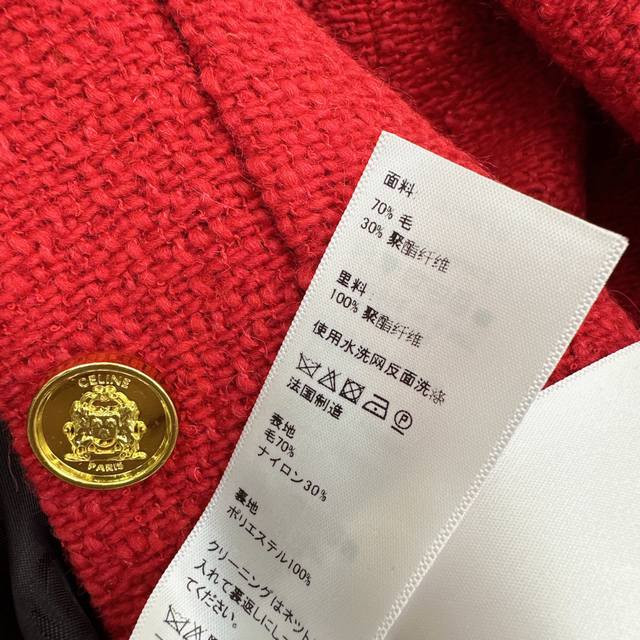 CELINE
PARIS
面料:
70% 毛
30% 聚酯纤维
里料:
100% 聚酯纤维
使用水洗网反面洗涤
法国制造
表地
毛70%
ナイロン30%
裏地
ポリエステル100%
クリーニングはネット
入れて裏返しにし
てください。